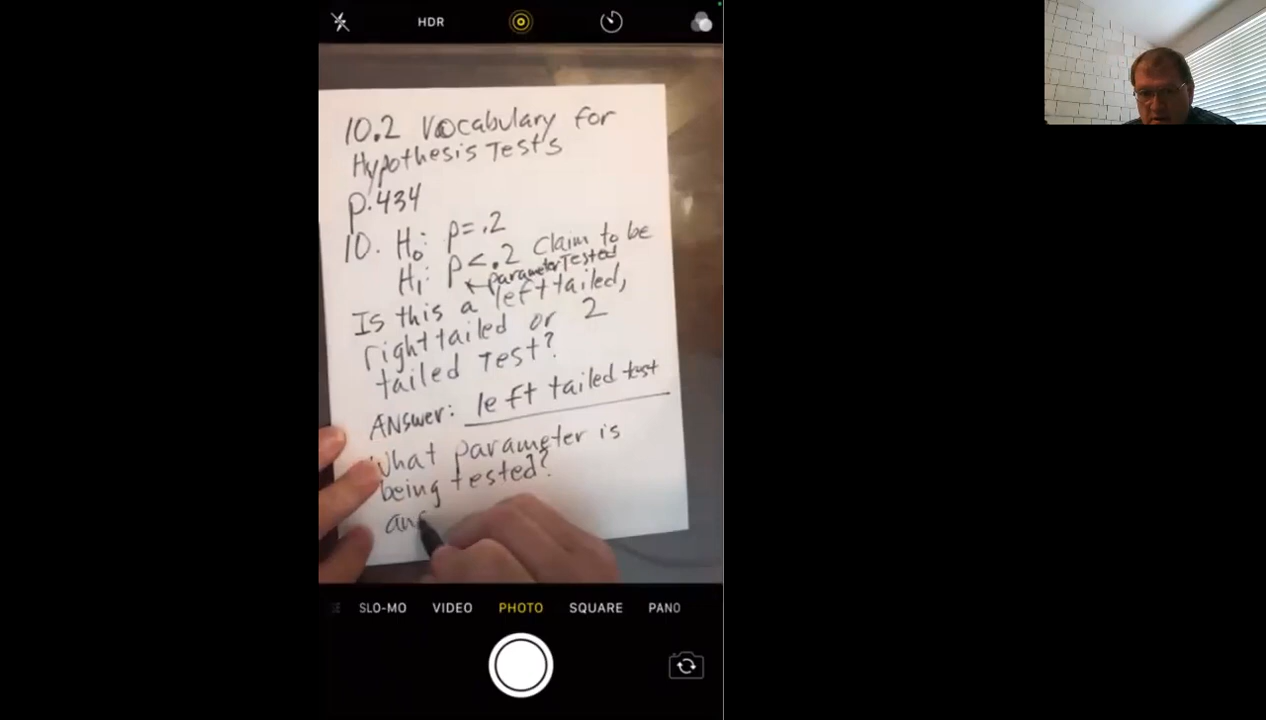 HDR
10.2 Vocabulary for
Hypothesis Tests
p.434
10. H₀: p=.2
H₁: p<.2 Claim to be
←parameter Tested
Is this a left tailed,
right tailed or 2
tailed Test?
Answer: left tailed test
What parameter is
being tested?
ans
SLO-MO VIDEO PHOTO SQUARE PANO